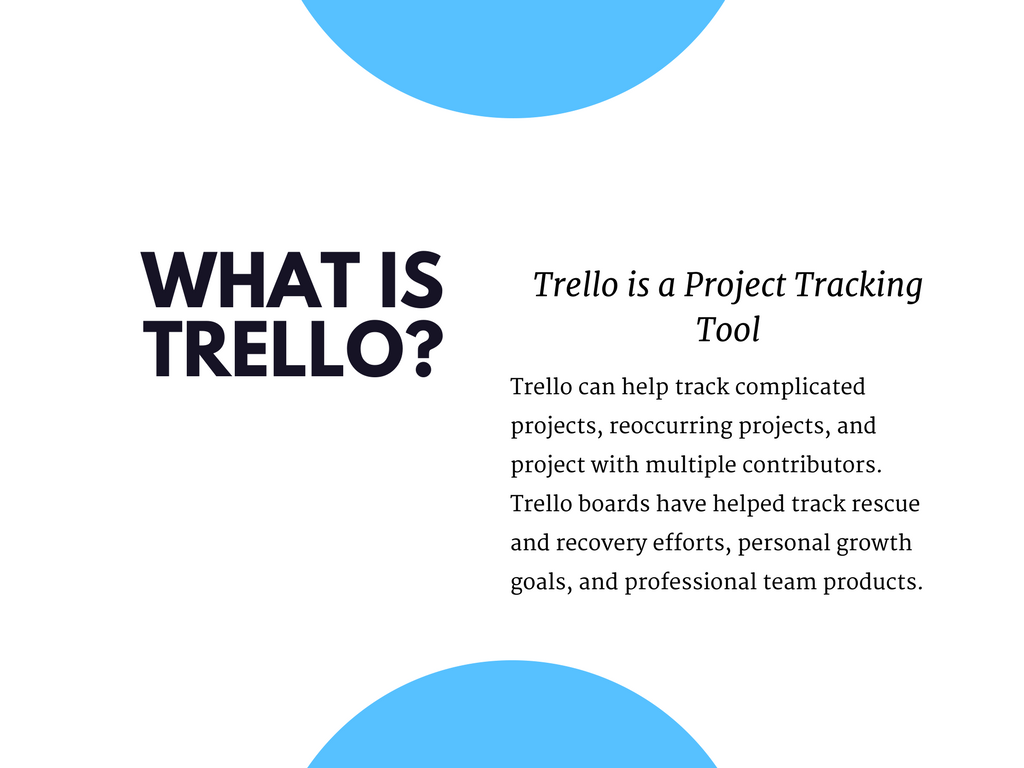 WHAT IS
TRELLO?
Trello is a Project Tracking
Tool
Trello can help track complicated
projects, reoccurring projects, and
project with multiple contributors.
Trello boards have helped track rescue
and recovery efforts, personal growth
goals, and professional team products.